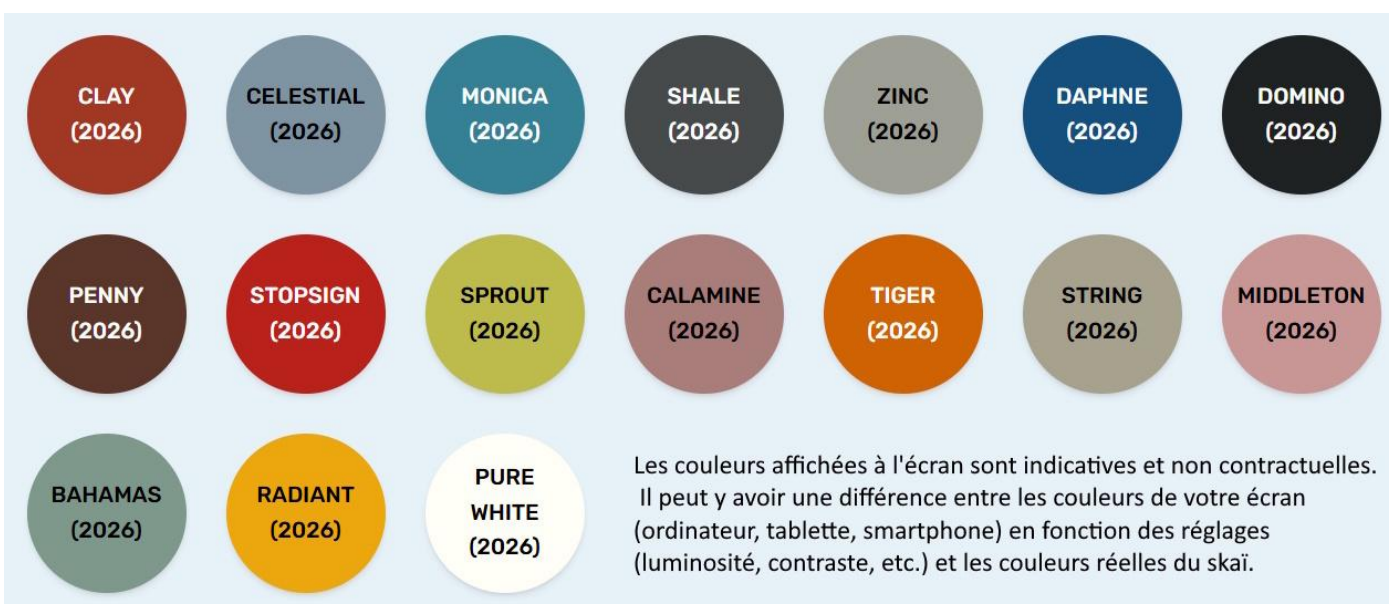 CLAY
(2026)
CELESTIAL
(2026)
MONICA
(2026)
SHALE
(2026)
ZINC
(2026)
DAPHNE
(2026)
DOMINO
(2026)
PENNY
(2026)
STOPSIGN
(2026)
SPROUT
(2026)
CALAMINE
(2026)
TIGER
(2026)
STRING
(2026)
MIDDLETON
(2026)
BAHAMAS
(2026)
RADIANT
(2026)
PURE
WHITE
(2026)
Les couleurs affichées à l'écran sont indicatives et non contractuelles.
Il peut y avoir une différence entre les couleurs de votre écran
(ordinateur, tablette, smartphone) en fonction des réglages
(luminosité, contraste, etc.) et les couleurs réelles du skaï.